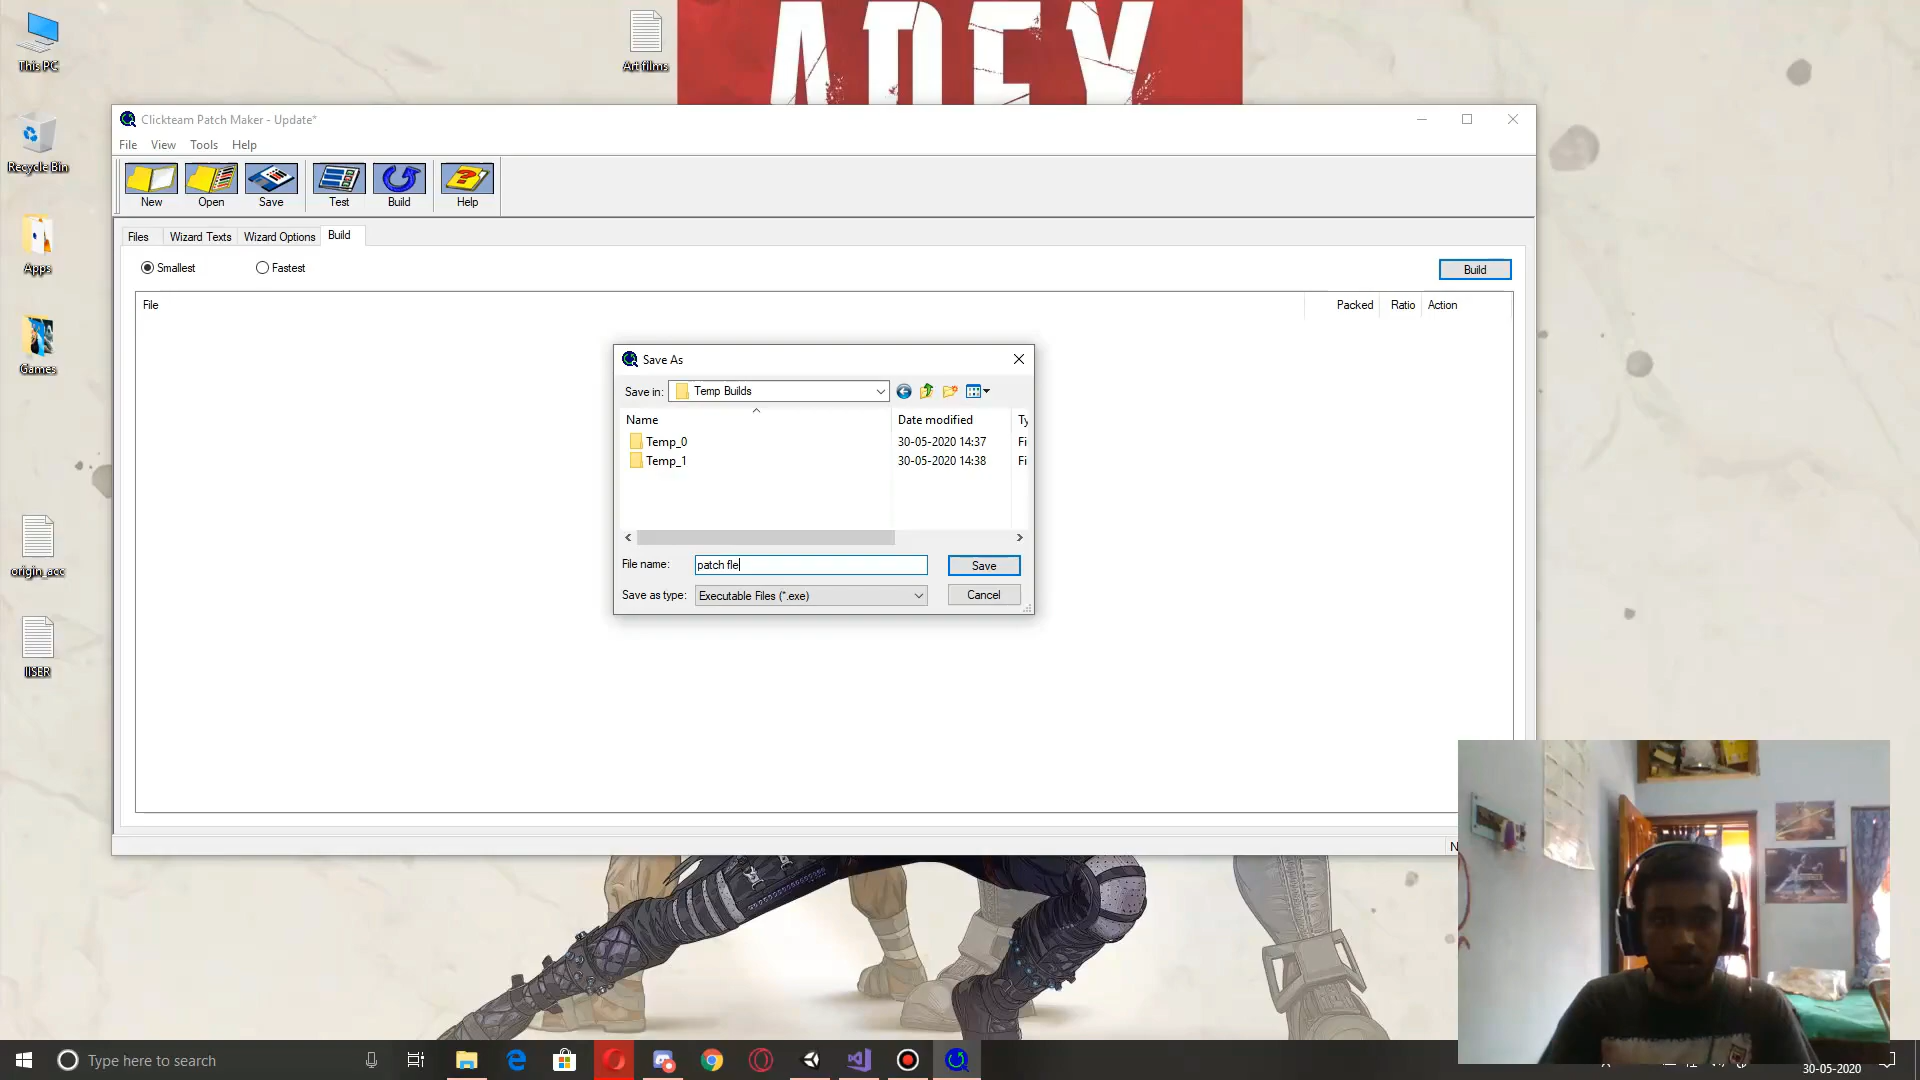 This PC
Art films
APEX
Clickteam Patch Maker - Update*
File View Tools Help
New Open Save Test Build Help
Recycle Bin
Files Wizard Texts Wizard Options Build
Smallest Fastest Build
Apps
File Packed Ratio Action
Games
Save As
Save in: Temp Builds
Name Date modified Ty
Temp_0 30-05-2020 14:37 Fi
Temp_1 30-05-2020 14:38 Fi
File name: patch fle Save
Save as type: Executable Files (*.exe) Cancel
origin_acc
IISER
N
Type here to search
30-05-2020